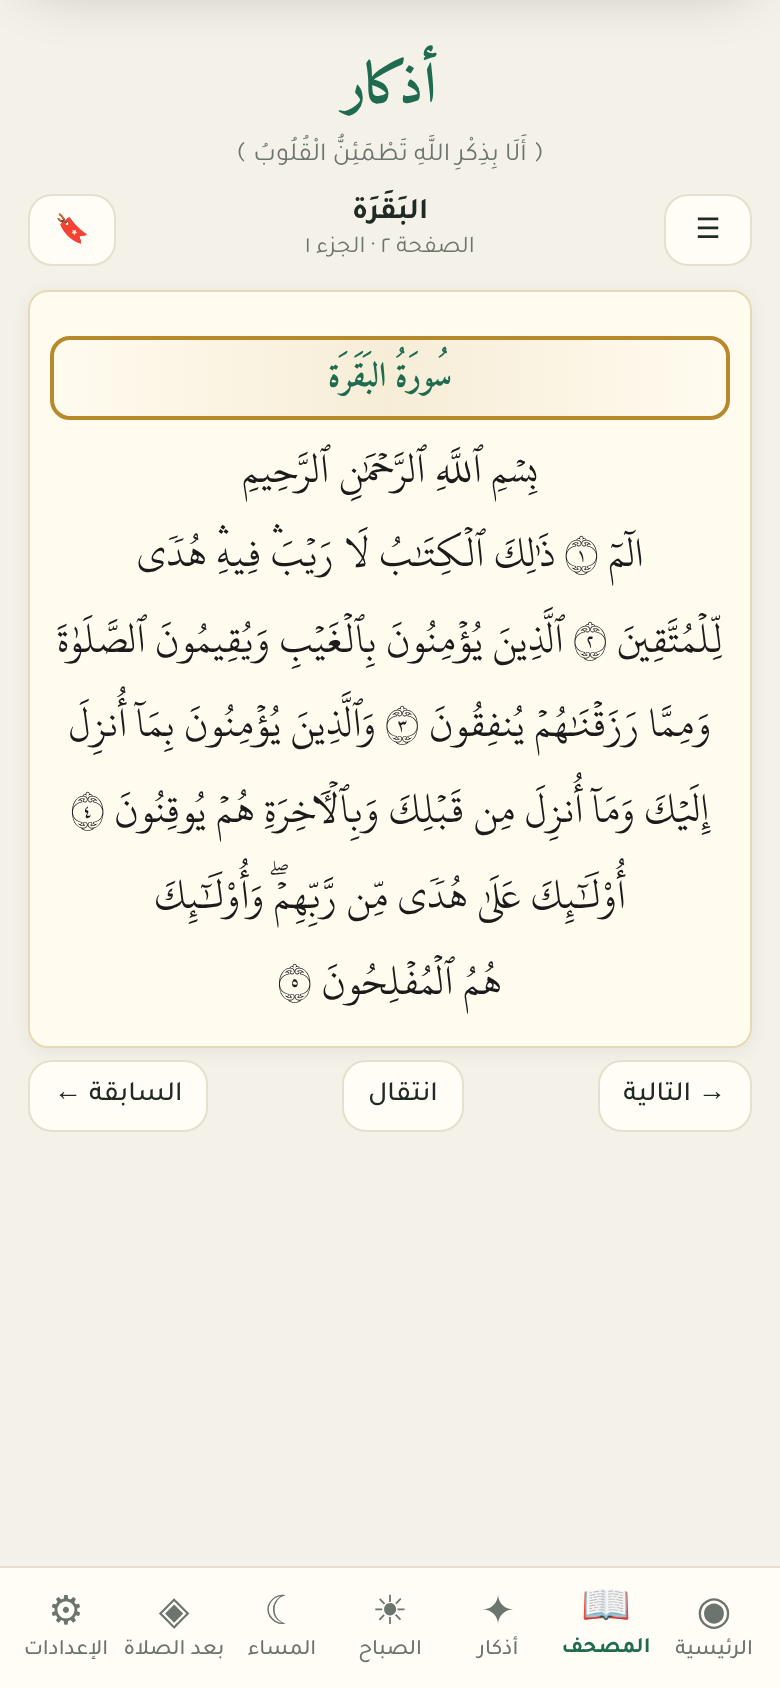 أذكار
﴿ أَلَا بِذِكْرِ اللَّهِ تَطْمَئِنُّ الْقُلُوبُ ﴾
☰
البَقَرَة
الصفحة ٢ · الجزء ١
سُورَةُ البَقَرَة
بِسۡمِ ٱللَّهِ ٱلرَّحۡمَٰنِ ٱلرَّحِيمِ
الٓمٓ ١ ذَٰلِكَ ٱلۡكِتَٰبُ لَا رَيۡبَۛ فِيهِۛ هُدٗى
لِّلۡمُتَّقِينَ ٢ ٱلَّذِينَ يُؤۡمِنُونَ بِٱلۡغَيۡبِ وَيُقِيمُونَ ٱلصَّلَوٰةَ
وَمِمَّا رَزَقۡنَٰهُمۡ يُنفِقُونَ ٣ وَٱلَّذِينَ يُؤۡمِنُونَ بِمَآ أُنزِلَ
إِلَيۡكَ وَمَآ أُنزِلَ مِن قَبۡلِكَ وَبِٱلۡأٓخِرَةِ هُمۡ يُوقِنُونَ ٤
أُوْلَٰٓئِكَ عَلَىٰ هُدٗى مِّن رَّبِّهِمۡۖ وَأُوْلَٰٓئِكَ
هُمُ ٱلۡمُفۡلِحُونَ ٥
→ التالية
انتقال
السابقة ←
الرئيسية
المصحف
أذكار
الصباح
المساء
بعد الصلاة
الإعدادات